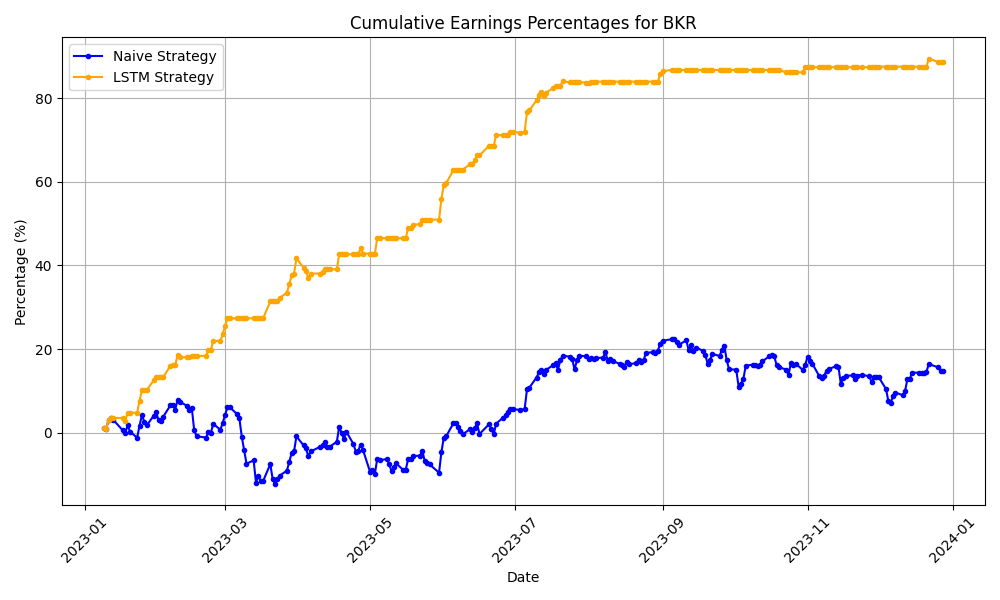 Cumulative Earnings Percentages for BKR
Naive Strategy
LSTM Strategy
Percentage (%)
80
60
40
20
0
2023-01
2023-03
2023-05
2023-07
2023-09
2023-11
2024-01
Date